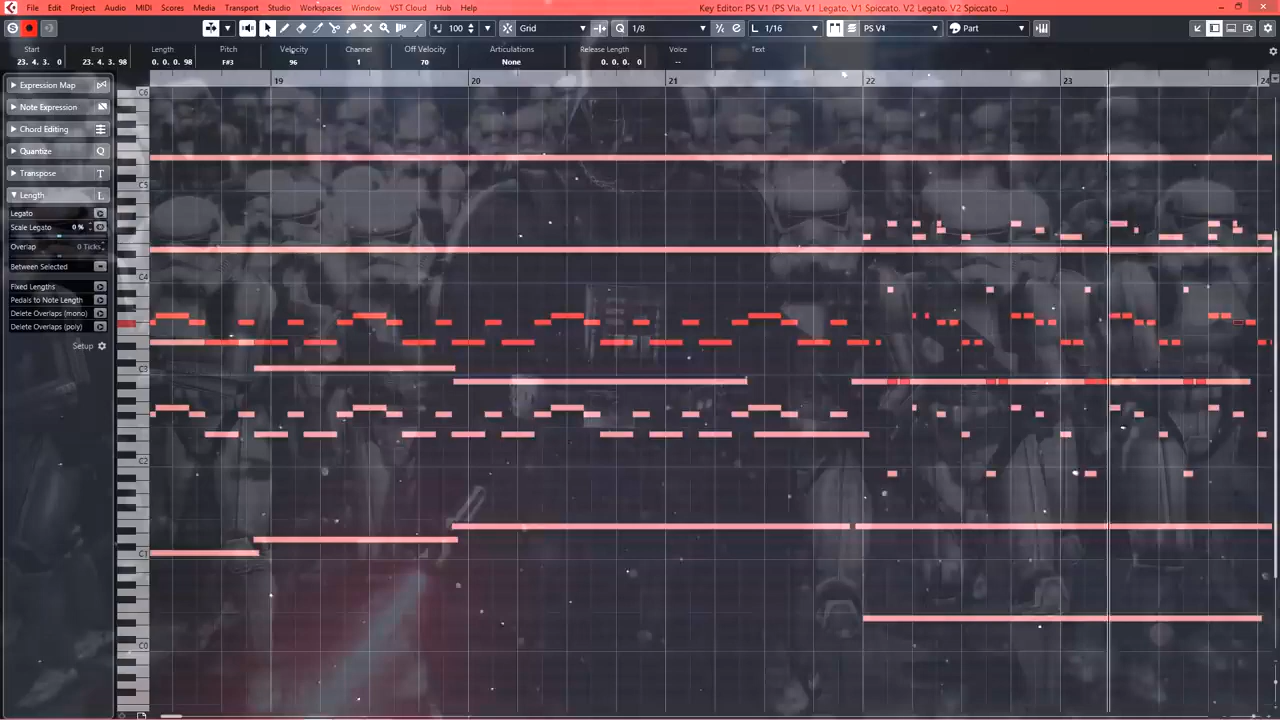 File Edit Project Audio MIDI Scores Media Transport Studio Workspaces Window VST Cloud Hub Help
Key Editor: PS V1 (PS Vla, V1 Legato, V1 Spiccato, V2 Legato, V2 Spiccato ...)
S 100 Grid Q 1/8 1/16 PS V1 Part
Start End Length Pitch Velocity Channel Off Velocity Articulations Release Length Voice Text
23. 4. 3. 0 23. 4. 3. 98 0. 0. 0. 98 F#3 96 1 70 None 0. 0. 0. 0 --
19 20 21 22 23 24
Expression Map
Note Expression
Chord Editing
Quantize Q
Transpose T
Length L
Legato
Scale Legato 0 %
Overlap 0 Ticks
Between Selected
Fixed Lengths
Pedals to Note Length
Delete Overlaps (mono)
Delete Overlaps (poly)
Setup
C6
C5
C4
C3
C2
C1
C0